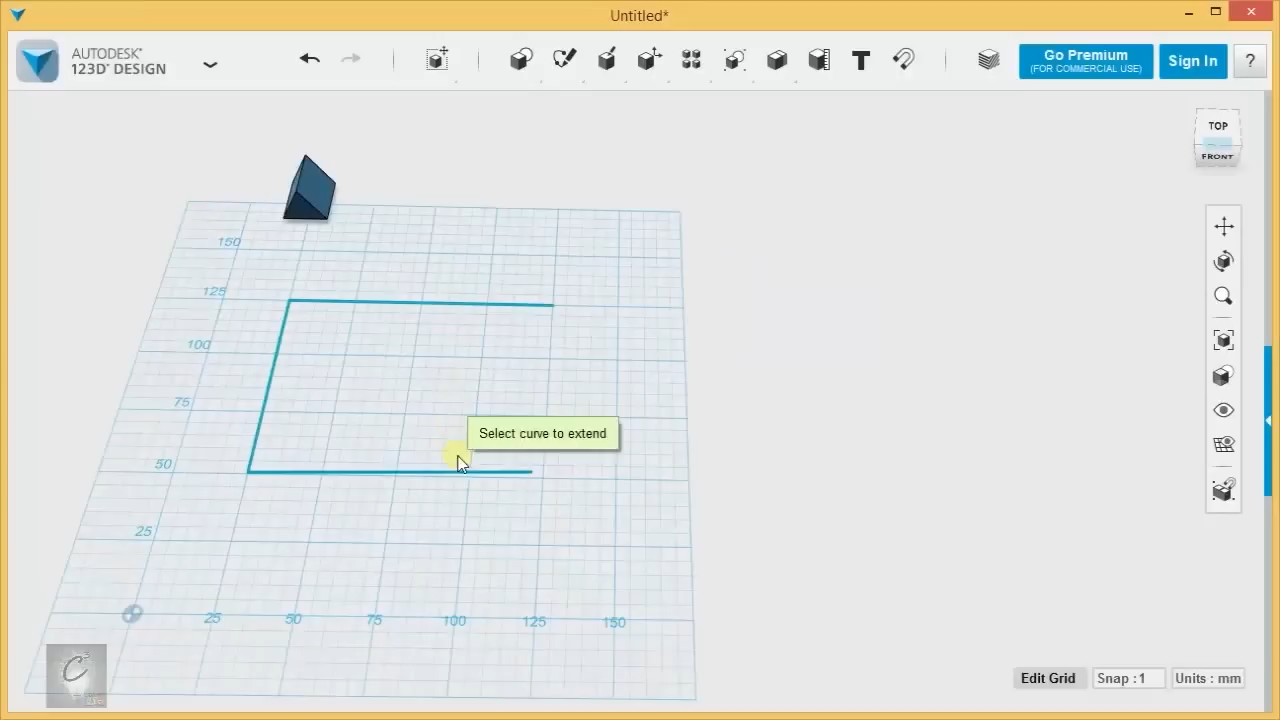 Untitled*
AUTODESK®
123D® DESIGN
Go Premium
(FOR COMMERCIAL USE)
Sign In
?
TOP
FRONT
150
125
100
75
50
25
Select curve to extend
25 50 75 100 125 150
Edit Grid Snap : 1 Units : mm